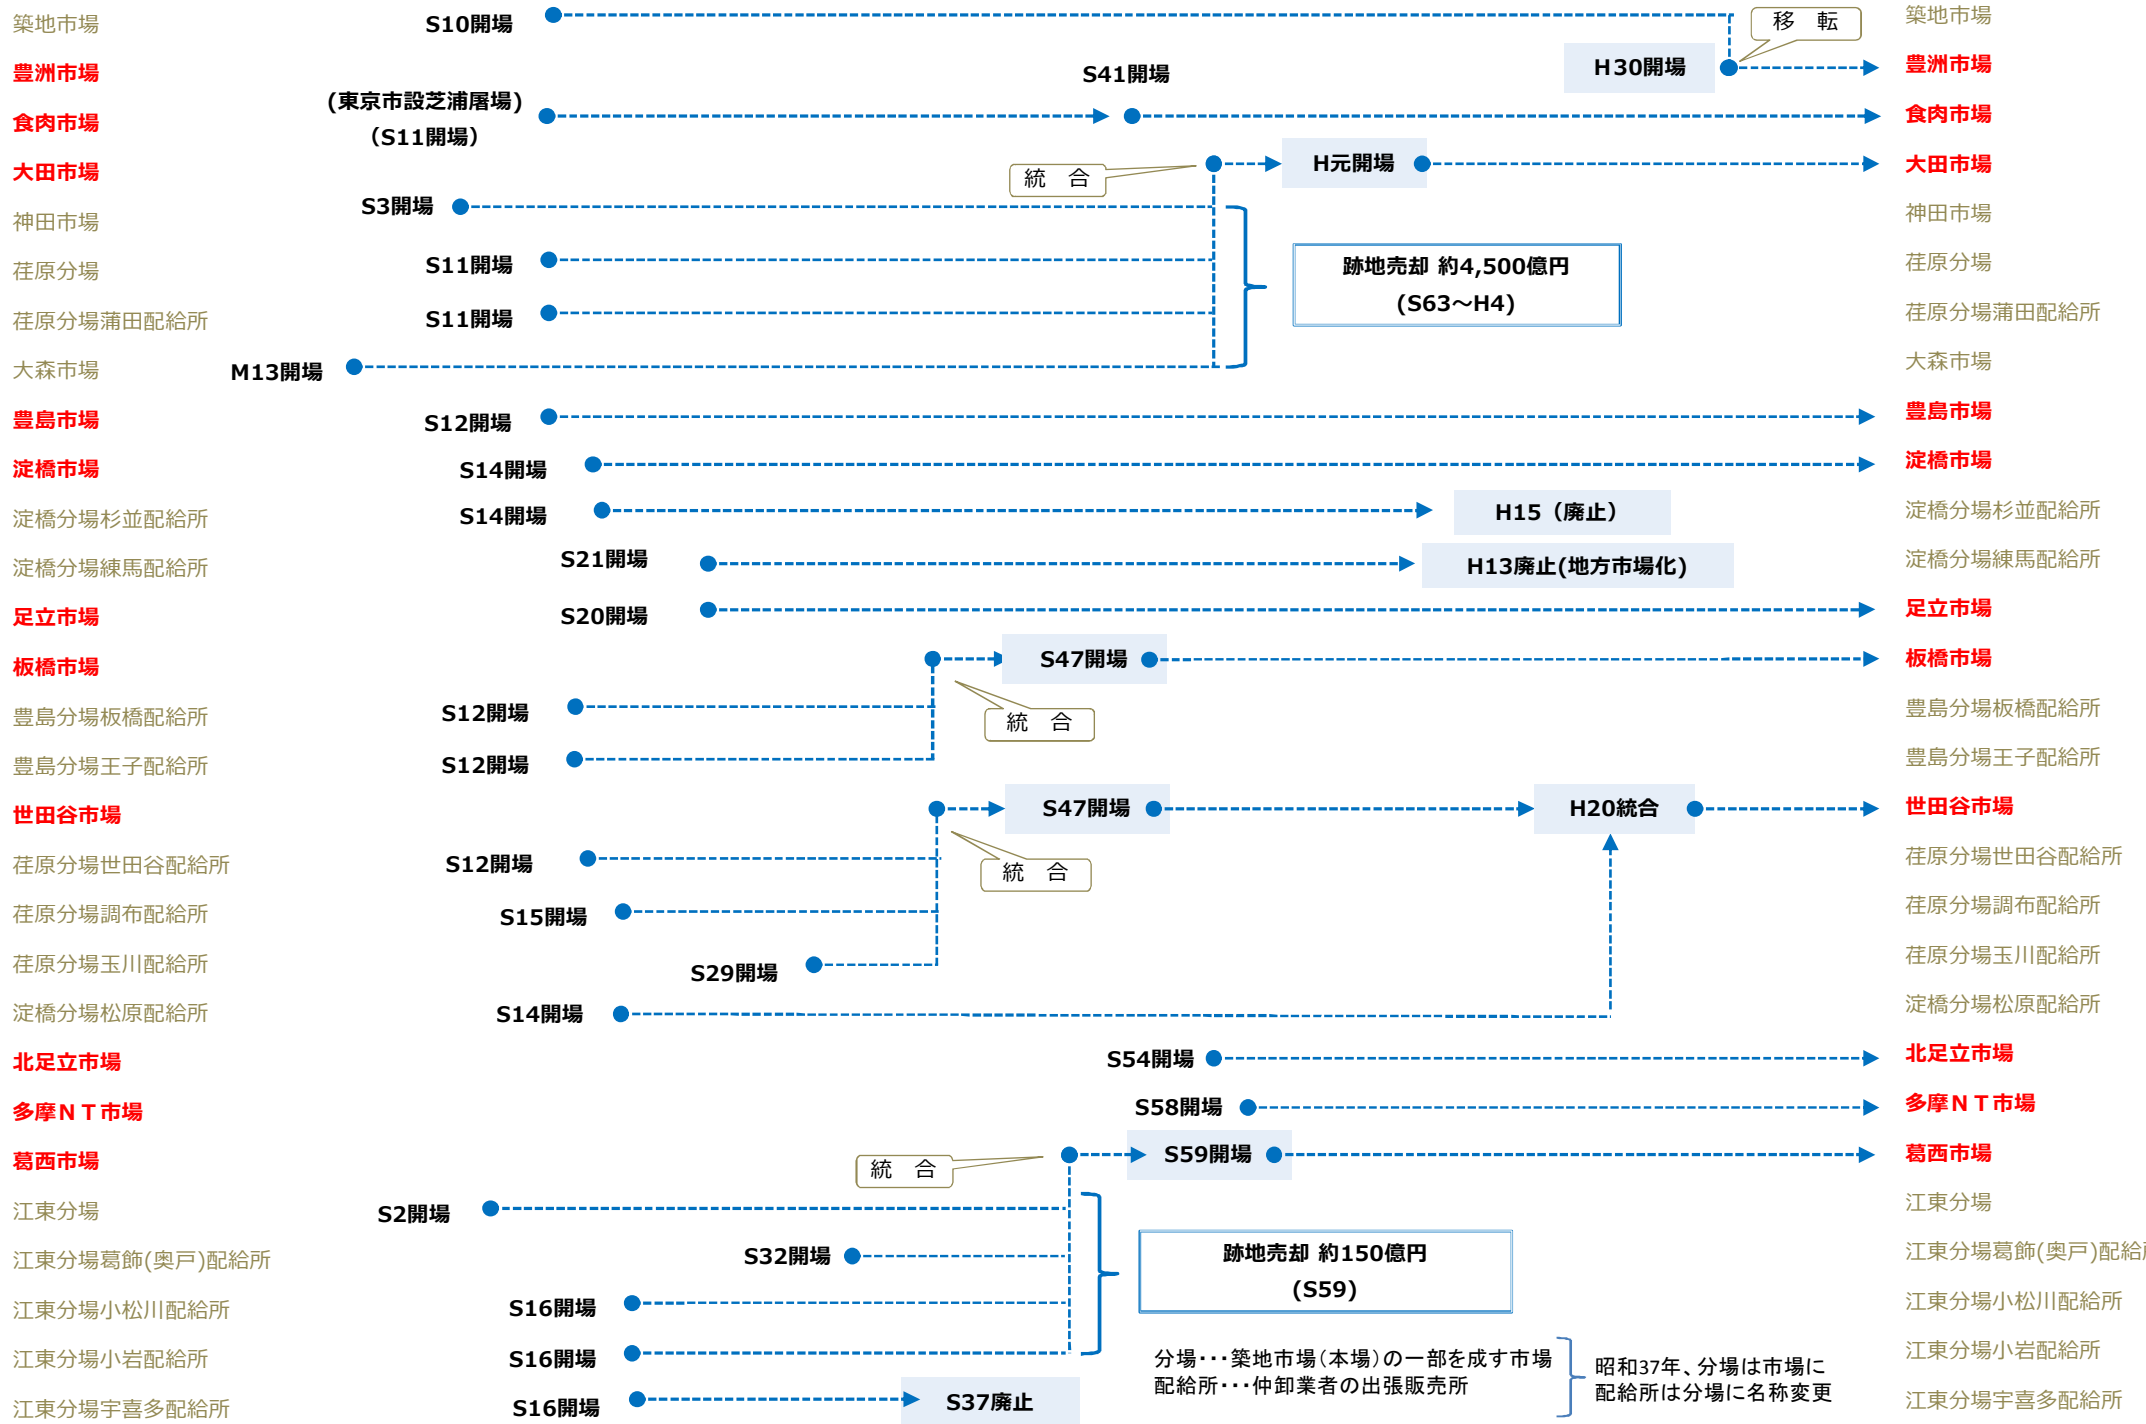 築地市場 S10開場 移 転 築地市場
豊洲市場 H30開場 豊洲市場
S41開場
食肉市場 (東京市設芝浦屠場) 食肉市場
（S11開場）
大田市場 統 合 H元開場 大田市場
神田市場 S3開場 神田市場
荏原分場 S11開場 跡地売却 約4,500億円 荏原分場
(S63～H4)
荏原分場蒲田配給所 S11開場 荏原分場蒲田配給所
大森市場 M13開場 大森市場
豊島市場 S12開場 豊島市場
淀橋市場 S14開場 淀橋市場
淀橋分場杉並配給所 S14開場 H15（廃止） 淀橋分場杉並配給所
淀橋分場練馬配給所 S21開場 H13廃止(地方市場化) 淀橋分場練馬配給所
足立市場 S20開場 足立市場
板橋市場 S47開場 板橋市場
豊島分場板橋配給所 S12開場 統 合 豊島分場板橋配給所
豊島分場王子配給所 S12開場 豊島分場王子配給所
世田谷市場 S47開場 H20統合 世田谷市場
荏原分場世田谷配給所 S12開場 統 合 荏原分場世田谷配給所
荏原分場調布配給所 S15開場 荏原分場調布配給所
荏原分場玉川配給所 S29開場 荏原分場玉川配給所
淀橋分場松原配給所 S14開場 淀橋分場松原配給所
北足立市場 S54開場 北足立市場
多摩NT市場 S58開場 多摩NT市場
葛西市場 統 合 S59開場 葛西市場
江東分場 S2開場 江東分場
江東分場葛飾(奥戸)配給所 S32開場 跡地売却 約150億円 江東分場葛飾(奥戸)配給
(S59)
江東分場小松川配給所 S16開場 江東分場小松川配給所
江東分場小岩配給所 S16開場 分場･･･築地市場（本場）の一部を成す市場 昭和37年、分場は市場に 江東分場小岩配給所
配給所･･･仲卸業者の出張販売所 配給所は分場に名称変更
江東分場宇喜多配給所 S16開場 S37廃止 江東分場宇喜多配給所